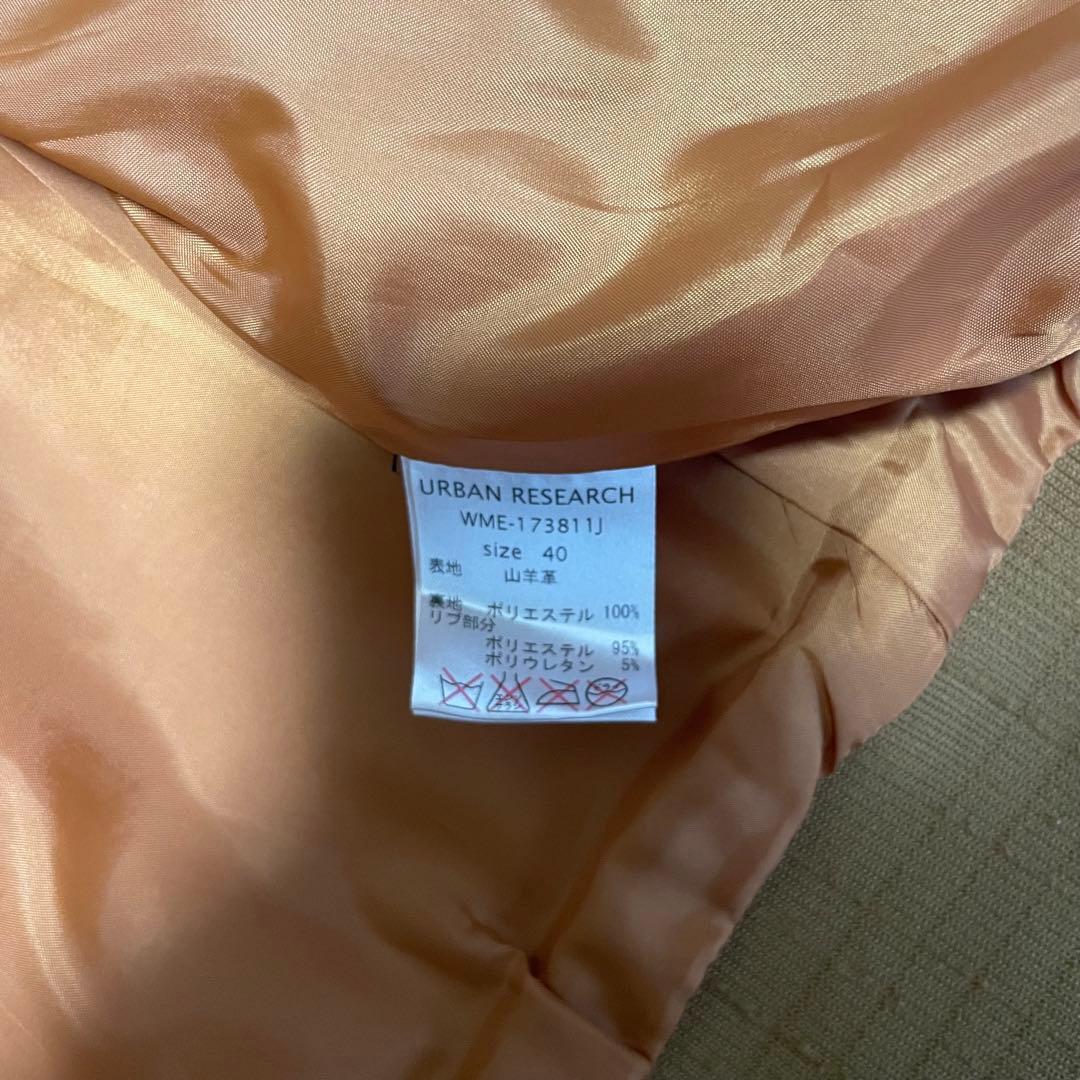 URBAN RESEARCH
WME-173811J
size 40
表地 山羊革
裏地 ポリエステル 100%
リブ部分
ポリエステル 95%
ポリウレタン 5%